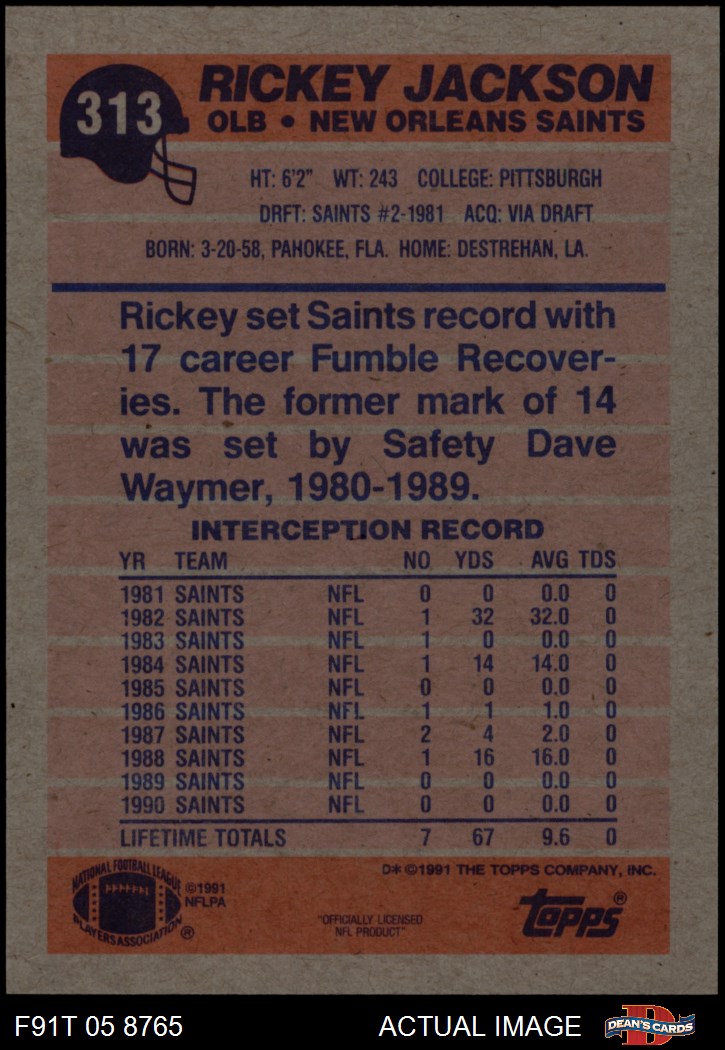 313
RICKEY JACKSON
OLB • NEW ORLEANS SAINTS
HT: 6'2" WT: 243 COLLEGE: PITTSBURGH
DRFT: SAINTS #2-1981 ACQ: VIA DRAFT
BORN: 3-20-58, PAHOKEE, FLA. HOME: DESTREHAN, LA.
Rickey set Saints record with
17 career Fumble Recover-
ies. The former mark of 14
was set by Safety Dave
Waymer, 1980-1989.
INTERCEPTION RECORD
YR TEAM NO YDS AVG TDS
1981 SAINTS NFL 0 0 0.0 0
1982 SAINTS NFL 1 32 32.0 0
1983 SAINTS NFL 1 0 0.0 0
1984 SAINTS NFL 1 14 14.0 0
1985 SAINTS NFL 0 0 0.0 0
1986 SAINTS NFL 1 1 1.0 0
1987 SAINTS NFL 2 4 2.0 0
1988 SAINTS NFL 1 16 16.0 0
1989 SAINTS NFL 0 0 0.0 0
1990 SAINTS NFL 0 0 0.0 0
LIFETIME TOTALS 7 67 9.6 0
D* ©1991 THE TOPPS COMPANY, INC.
NATIONAL FOOTBALL LEAGUE
PLAYERS ASSOCIATION ®
©1991
NFLPA
"OFFICIALLY LICENSED
NFL PRODUCT"
topps ®
F91T 05 8765
ACTUAL IMAGE
D
DEAN'S CARDS